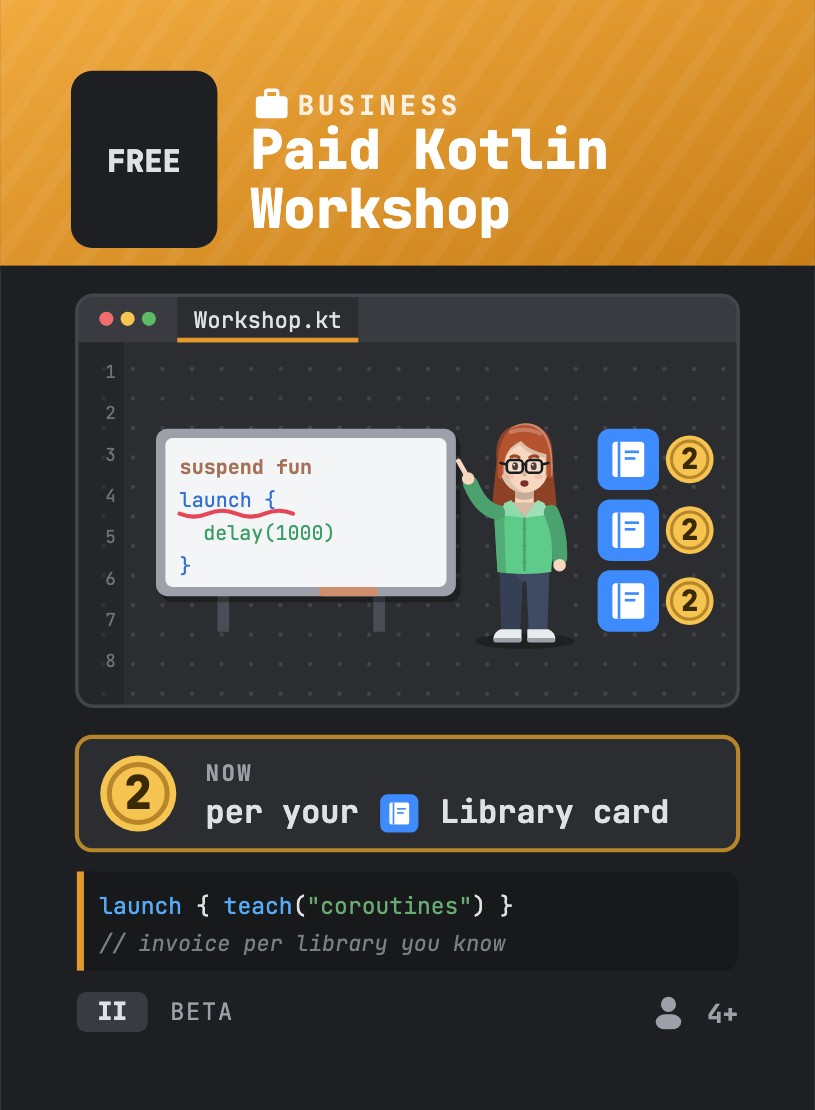 FREE
BUSINESS
Paid Kotlin
Workshop
Workshop.kt
1
2
3
4
5
6
7
8
suspend fun
launch {
delay(1000)
}
2
2
2
2
NOW
per your Library card
launch { teach("coroutines") }
// invoice per library you know
II BETA
4+